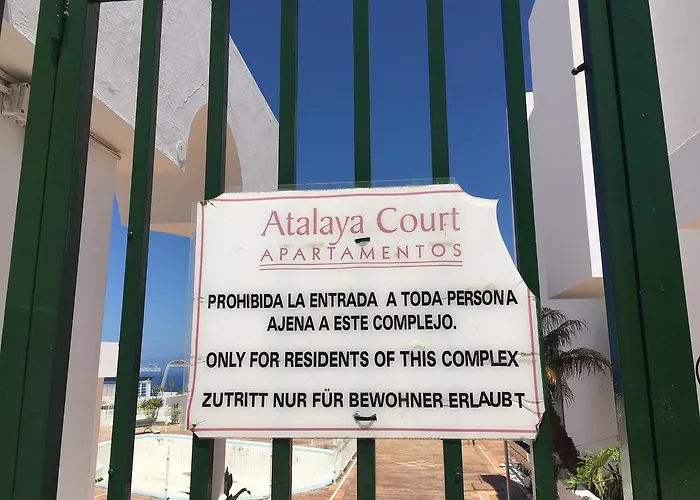 Atalaya Court
APARTAMENTOS
PROHIBIDA LA ENTRADA A TODA PERSONA
AJENA A ESTE COMPLEJO.
ONLY FOR RESIDENTS OF THIS COMPLEX
ZUTRITT NUR FÜR BEWOHNER ERLAUBT